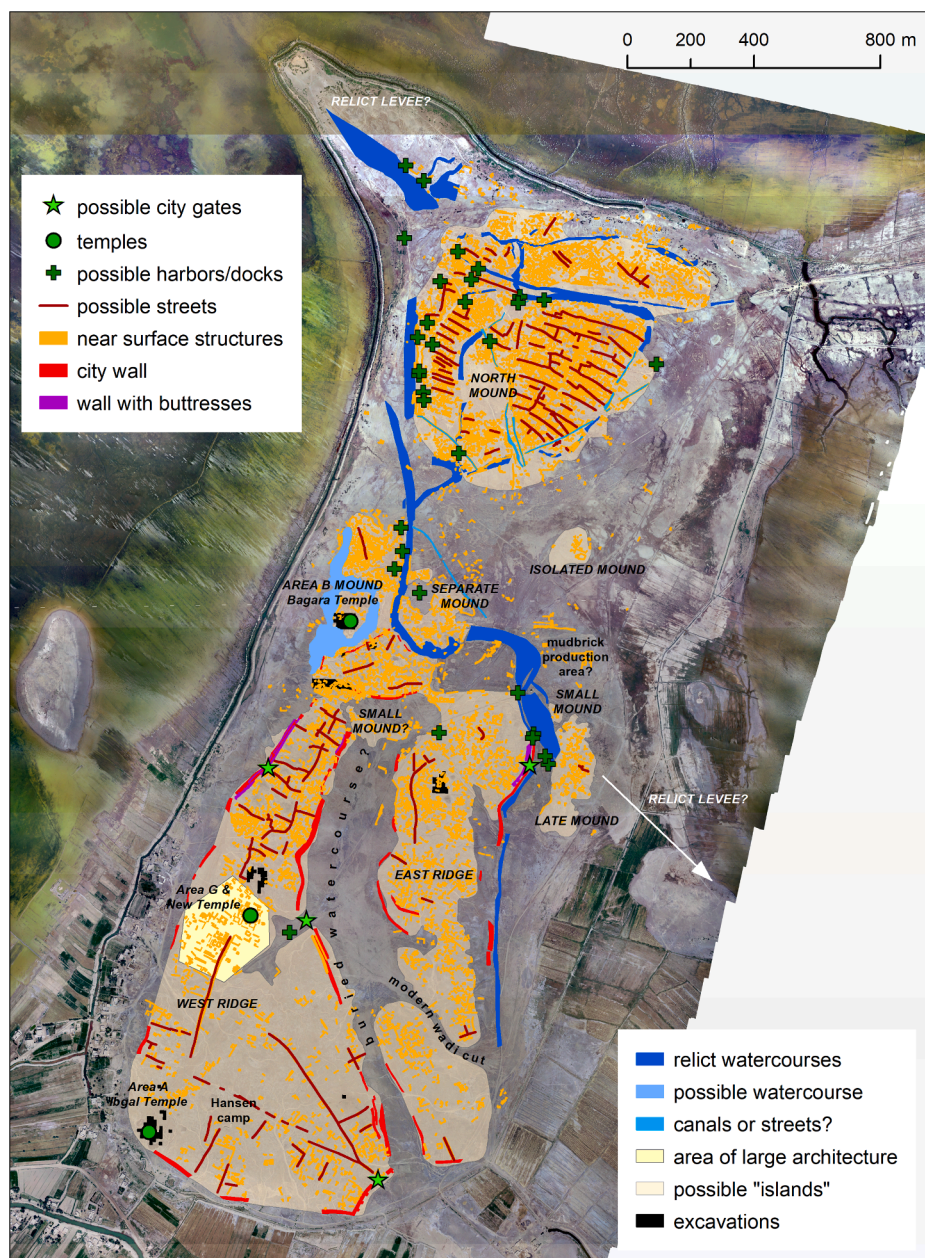 0 200 400 800 m
RELICT LEVEE?
possible city gates
temples
possible harbors/docks
possible streets
near surface structures
city wall
wall with buttresses
NORTH
MOUND
ISOLATED MOUND
AREA B MOUND
Bagara Temple
SEPARATE
MOUND
mudbrick
production
area?
SMALL
MOUND
SMALL
MOUND?
RELICT LEVEE?
LATE MOUND
EAST RIDGE
buried watercourse?
Area G &
New Temple
WEST RIDGE
modern wadi cut
Area A
Ibgal Temple
Hansen
camp
relict watercourses
possible watercourse
canals or streets?
area of large architecture
possible "islands"
excavations